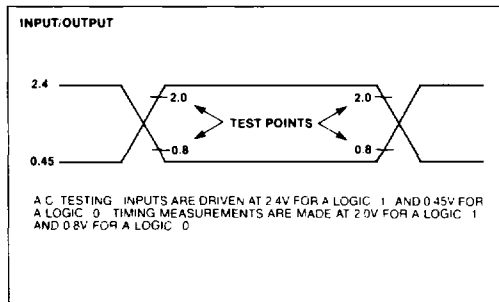 INPUT/OUTPUT
2.4
2.0
2.0
TEST POINTS
0.8
0.8
0.45
A C TESTING INPUTS ARE DRIVEN AT 2.4V FOR A LOGIC 1 AND 0.45V FOR
A LOGIC 0 TIMING MEASUREMENTS ARE MADE AT 2.0V FOR A LOGIC 1
AND 0.8V FOR A LOGIC 0